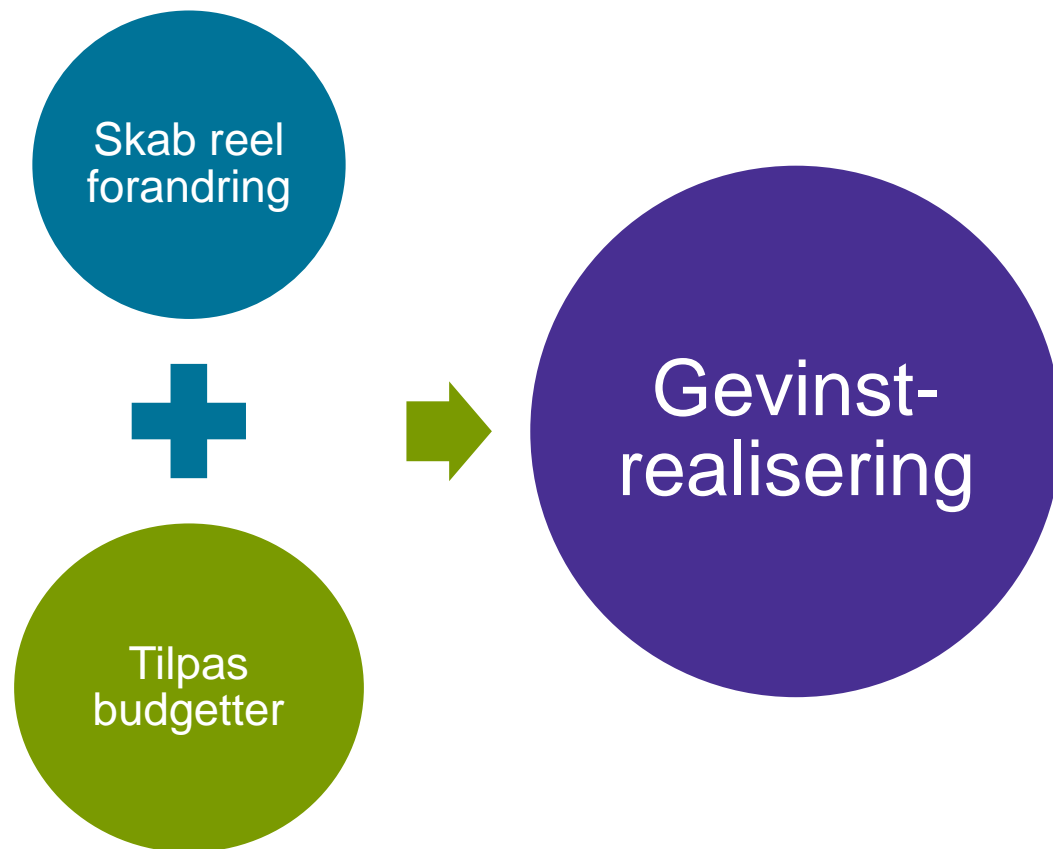 Skab reel
forandring
Tilpas
budgetter
Gevinst-
realisering